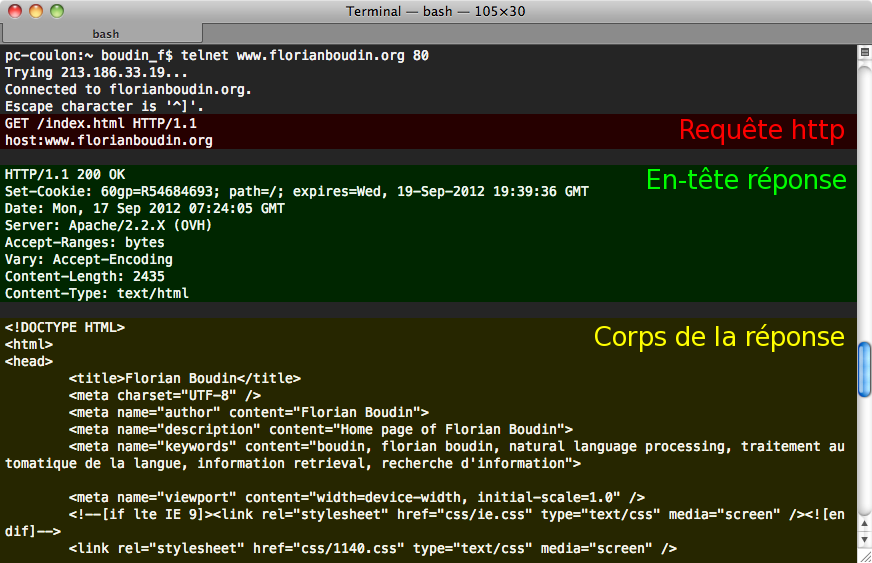 Terminal — bash — 105×30
bash
pc-coulon:~ boudin_f$ telnet www.florianboudin.org 80
Trying 213.186.33.19...
Connected to florianboudin.org.
Escape character is '^]'.
GET /index.html HTTP/1.1
host:www.florianboudin.org
Requête http
HTTP/1.1 200 OK
En-tête réponse
Set-Cookie: 60gp=R54684693; path=/; expires=Wed, 19-Sep-2012 19:39:36 GMT
Date: Mon, 17 Sep 2012 07:24:05 GMT
Server: Apache/2.2.X (OVH)
Accept-Ranges: bytes
Vary: Accept-Encoding
Content-Length: 2435
Content-Type: text/html
<!DOCTYPE HTML>
Corps de la réponse
<html>
<head>
        <title>Florian Boudin</title>
        <meta charset="UTF-8" />
        <meta name="author" content="Florian Boudin">
        <meta name="description" content="Home page of Florian Boudin">
        <meta name="keywords" content="boudin, florian boudin, natural language processing, traitement au
tomatique de la langue, information retrieval, recherche d'information">
        <meta name="viewport" content="width=device-width, initial-scale=1.0" />
        <!--[if lte IE 9]><link rel="stylesheet" href="css/ie.css" type="text/css" media="screen" /><![en
dif]-->
        <link rel="stylesheet" href="css/1140.css" type="text/css" media="screen" />